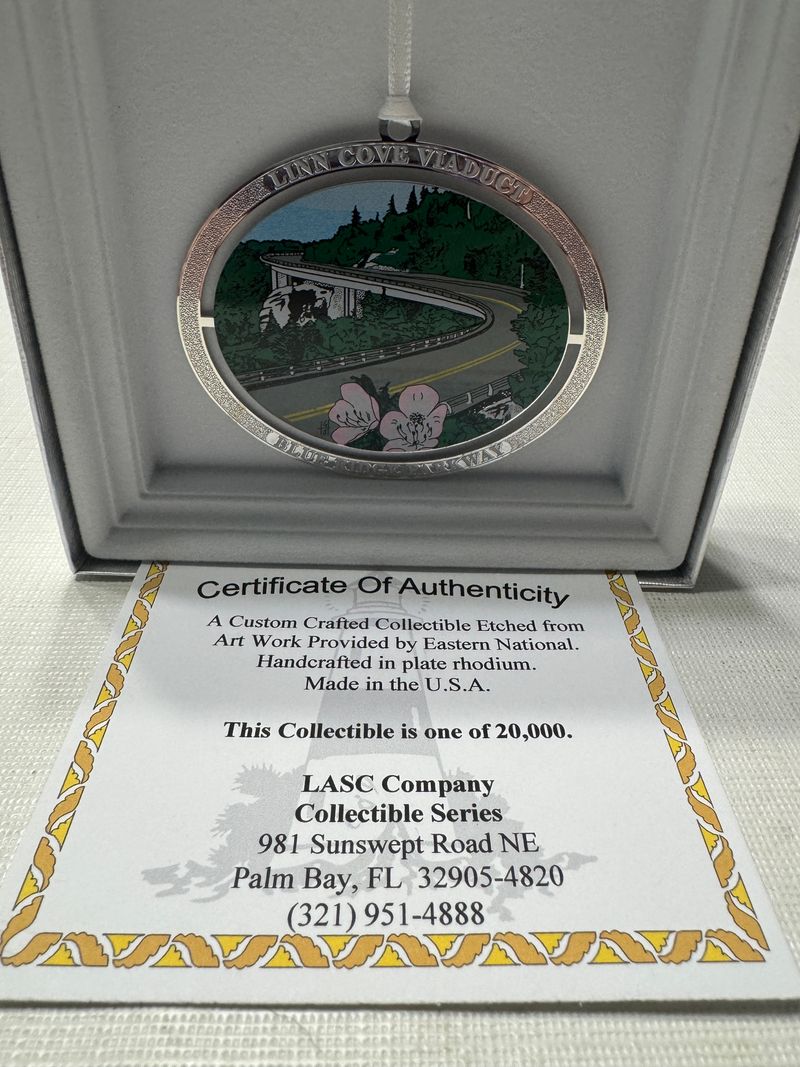 LINN COVE VIADUCT
BLUE RIDGE PARKWAY
Certificate Of Authenticity
A Custom Crafted Collectible Etched from
Art Work Provided by Eastern National.
Handcrafted in plate rhodium.
Made in the U.S.A.
This Collectible is one of 20,000.
LASC Company
Collectible Series
981 Sunswept Road NE
Palm Bay, FL 32905-4820
(321) 951-4888